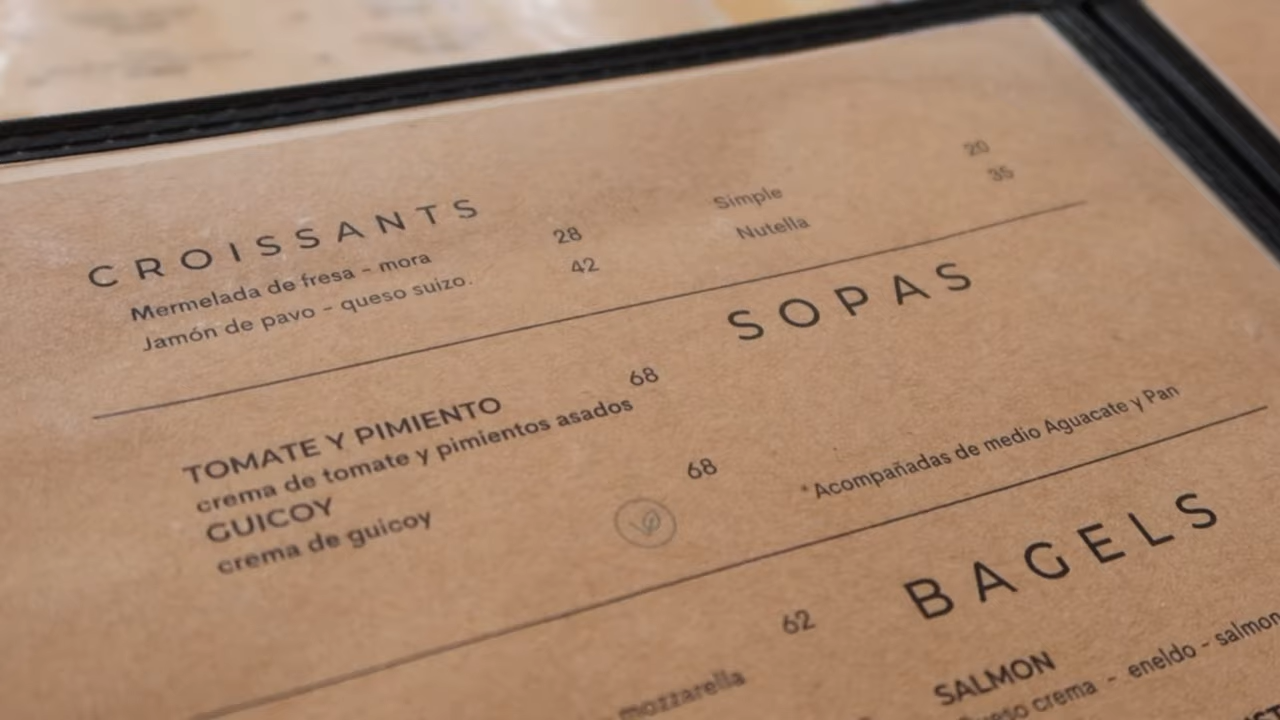 CROISSANTS
Mermelada de fresa - mora 28
Jamón de pavo - queso suizo. 42
Simple 20
Nutella 35
SOPAS
TOMATE Y PIMIENTO 68
crema de tomate y pimientos asados
GUICOY 68
crema de guicoy
*Acompañadas de medio Aguacate y Pan
BAGELS
62
mozzarella
SALMON
crema - eneldo - salmon